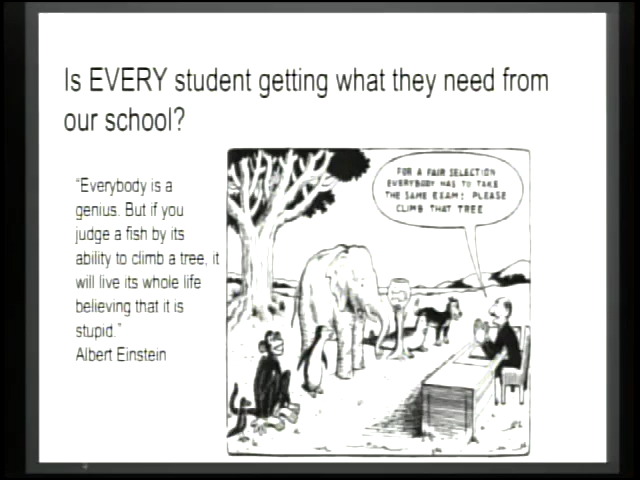 Is EVERY student getting what they need from
our school?
"Everybody is a
genius. But if you
judge a fish by its
ability to climb a tree, it
will live its whole life
believing that it is
stupid."
Albert Einstein
FOR A FAIR SELECTION
EVERYBODY HAS TO TAKE
THE SAME EXAM: PLEASE
CLIMB THAT TREE